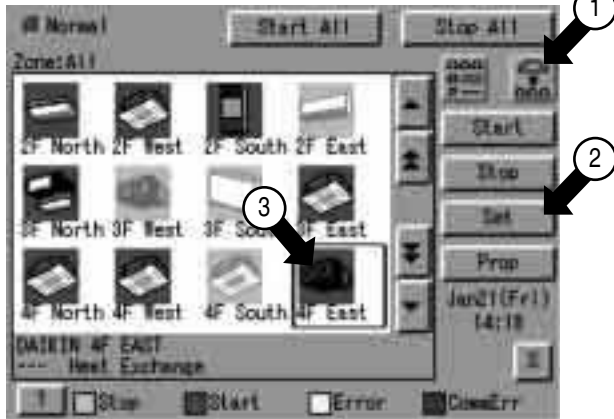 Normal
Start All
Stop All
1
Zone:All
2F North 2F West 2F South 2F East
3F North 3F West 3F South 3F East
4F North 4F West 4F South 4F East
Start
Stop
Set
Prop
2
3
Jan21(Fri)
14:18
DAIKIN 4F EAST
--- Heat Exchange
Stop
Start
Error
CommErr